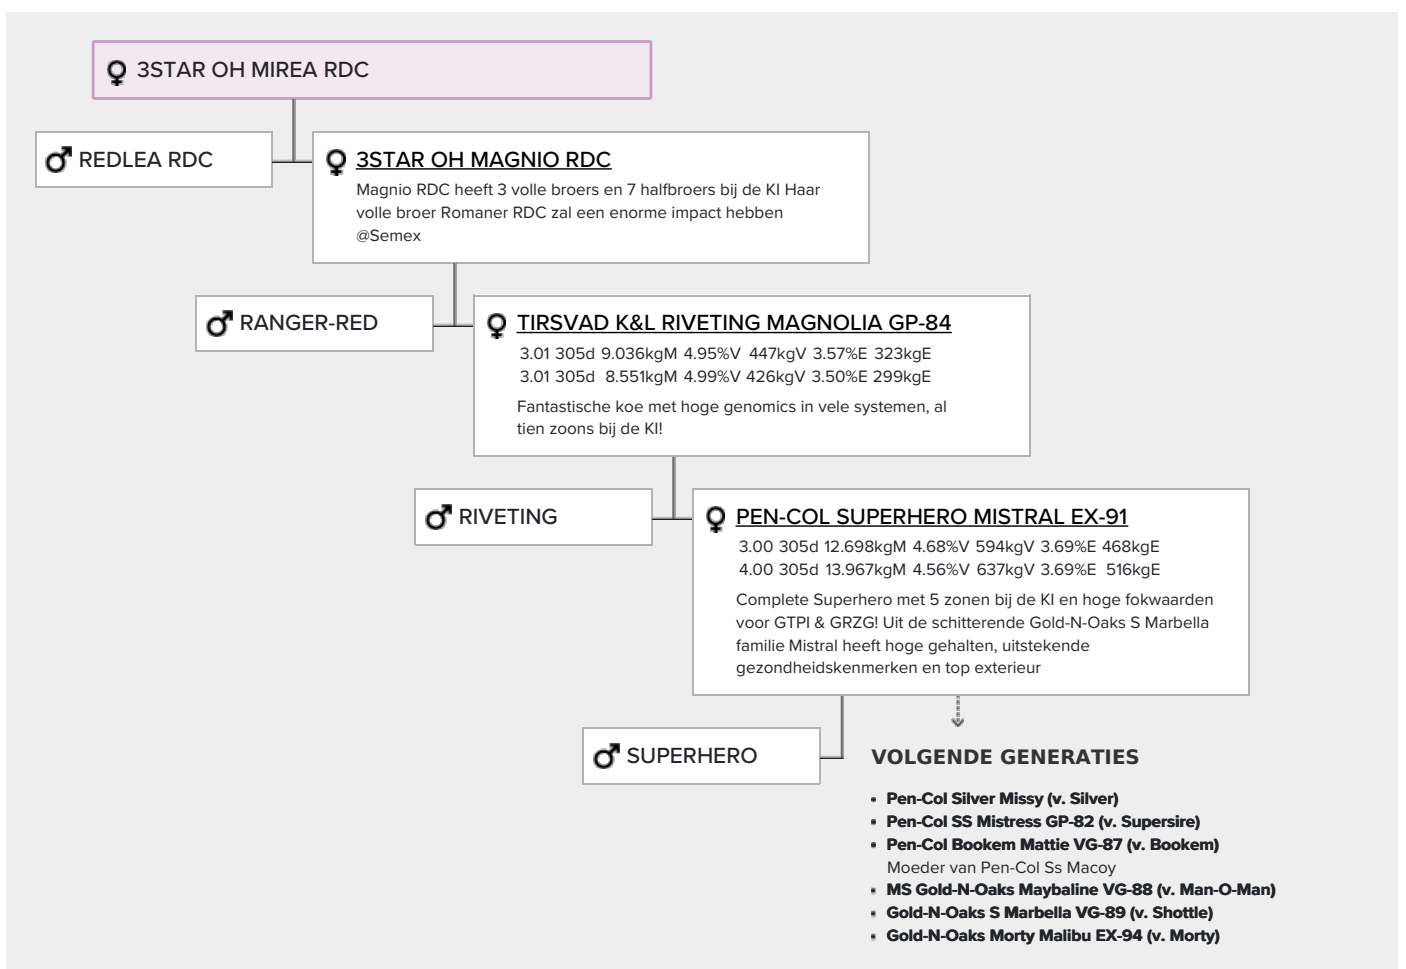 3STAR OH MIREA RDC
REDLEA RDC
3STAR OH MAGNIO RDC
Magnio RDC heeft 3 volle broers en 7 halfbroers bij de KI Haar
volle broer Romaner RDC zal een enorme impact hebben
@Semex
RANGER-RED
TIRSVAD K&L RIVETING MAGNOLIA GP-84
3.01 305d 9.036kgM 4.95%V 447kgV 3.57%E 323kgE
3.01 305d 8.551kgM 4.99%V 426kgV 3.50%E 299kgE
Fantastische koe met hoge genomics in vele systemen, al
tien zoons bij de KI!
RIVETING
PEN-COL SUPERHERO MISTRAL EX-91
3.00 305d 12.698kgM 4.68%V 594kgV 3.69%E 468kgE
4.00 305d 13.967kgM 4.56%V 637kgV 3.69%E 516kgE
Complete Superhero met 5 zonen bij de KI en hoge fokwaarden
voor GTPI & GRZG! Uit de schitterende Gold-N-Oaks S Marbella
familie Mistral heeft hoge gehalten, uitstekende
gezondheidskenmerken en top exterieur
SUPERHERO
VOLGENDE GENERATIES
Pen-Col Silver Missy (v. Silver)
Pen-Col SS Mistress GP-82 (v. Supersire)
Pen-Col Bookem Mattie VG-87 (v. Bookem)
Moeder van Pen-Col Ss Macoy
MS Gold-N-Oaks Maybaline VG-88 (v. Man-O-Man)
Gold-N-Oaks S Marbella VG-89 (v. Shottle)
Gold-N-Oaks Morty Malibu EX-94 (v. Morty)